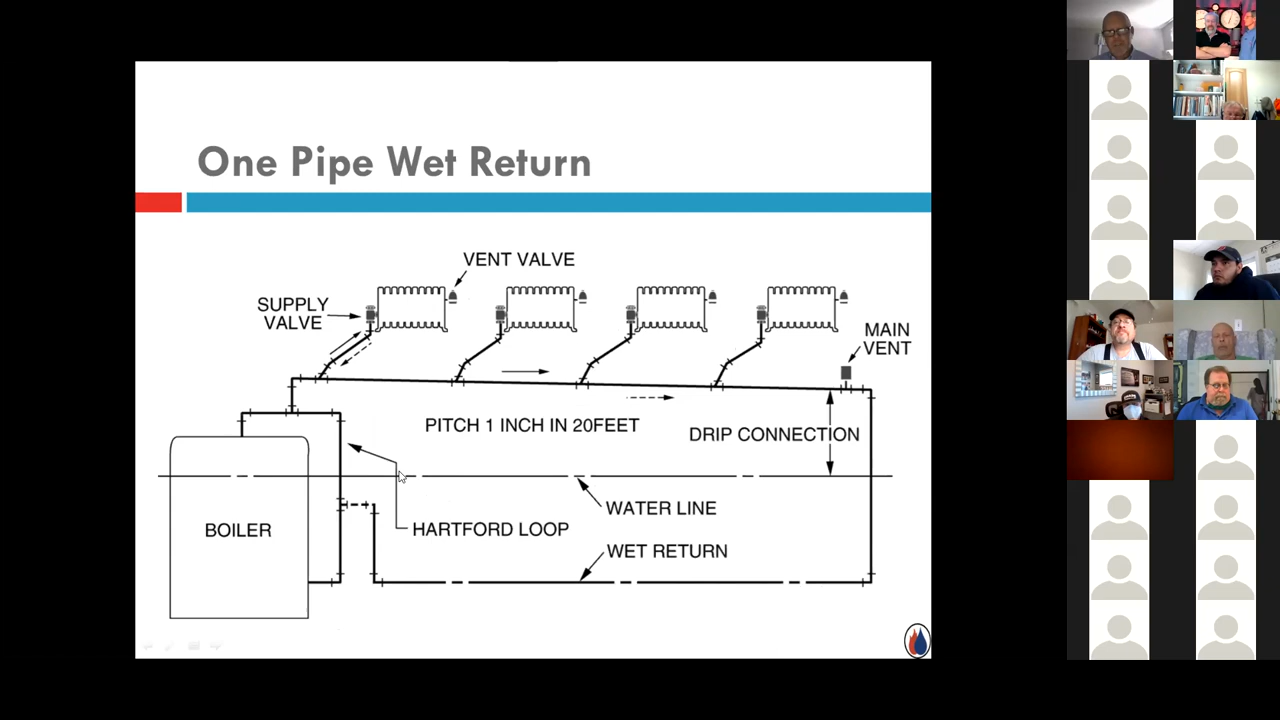 One Pipe Wet Return
VENT VALVE
SUPPLY
VALVE
MAIN
VENT
PITCH 1 INCH IN 20FEET
DRIP CONNECTION
WATER LINE
BOILER
HARTFORD LOOP
WET RETURN